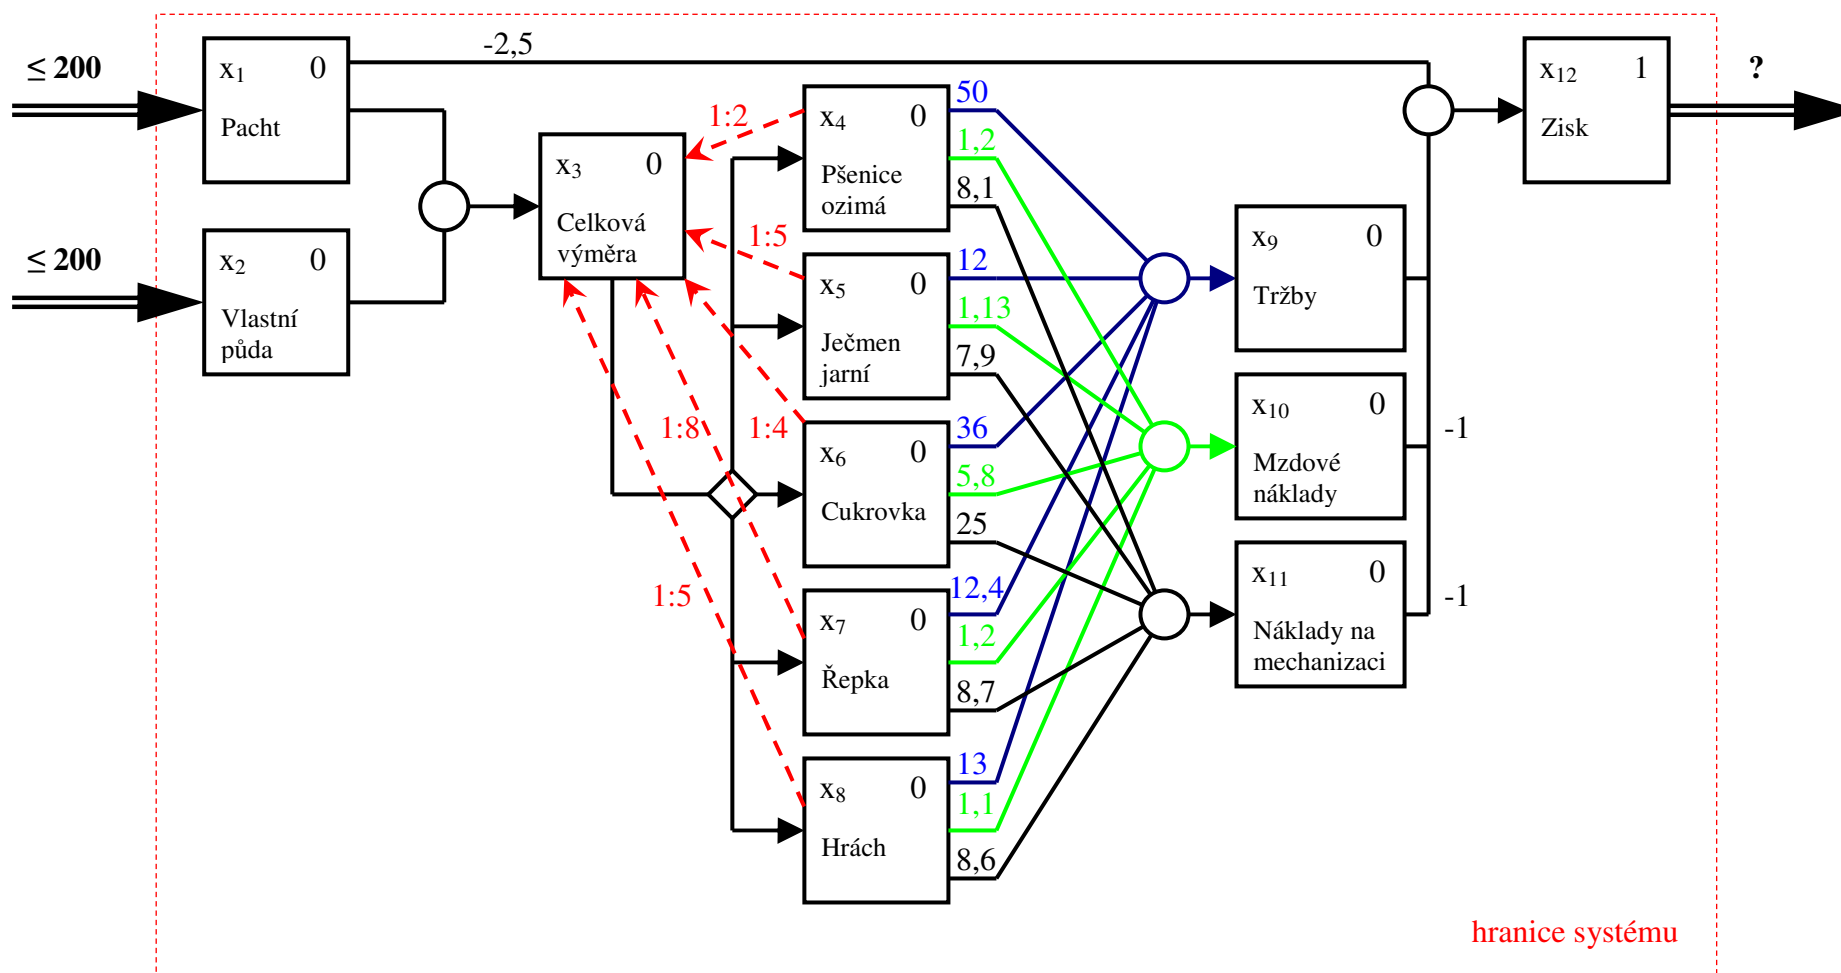 ≤ 200
x1 0
Pacht
-2,5
≤ 200
x2 0
Vlastní
půda
x3 0
Celková
výměra
1:2
1:5
1:4
1:8
1:5
x4 0
Pšenice
ozimá
50
1,2
8,1
x5 0
Ječmen
jarní
12
1,13
7,9
x6 0
Cukrovka
36
5,8
25
x7 0
Řepka
12,4
1,2
8,7
x8 0
Hrách
13
1,1
8,6
x9 0
Tržby
x10 0
Mzdové
náklady
-1
x11 0
Náklady na
mechanizaci
-1
x12 1
Zisk
?
hranice systému